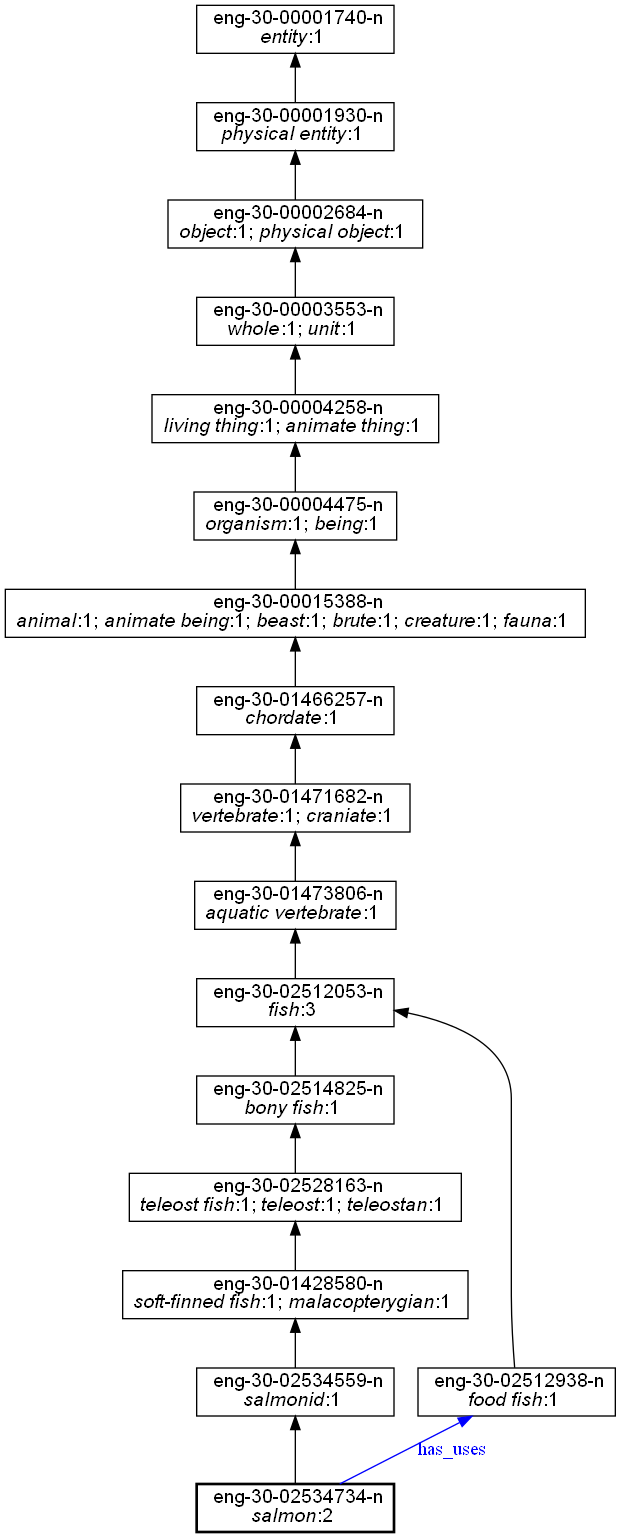 eng-30-00001740-n
entity:1
eng-30-00001930-n
physical entity:1
eng-30-00002684-n
object:1; physical object:1
eng-30-00003553-n
whole:1; unit:1
eng-30-00004258-n
living thing:1; animate thing:1
eng-30-00004475-n
organism:1; being:1
eng-30-00015388-n
animal:1; animate being:1; beast:1; brute:1; creature:1; fauna:1
eng-30-01466257-n
chordate:1
eng-30-01471682-n
vertebrate:1; craniate:1
eng-30-01473806-n
aquatic vertebrate:1
eng-30-02512053-n
fish:3
eng-30-02514825-n
bony fish:1
eng-30-02528163-n
teleost fish:1; teleost:1; teleostan:1
eng-30-01428580-n
soft-finned fish:1; malacopterygian:1
eng-30-02534559-n
salmonid:1
eng-30-02512938-n
food fish:1
has_uses
eng-30-02534734-n
salmon:2